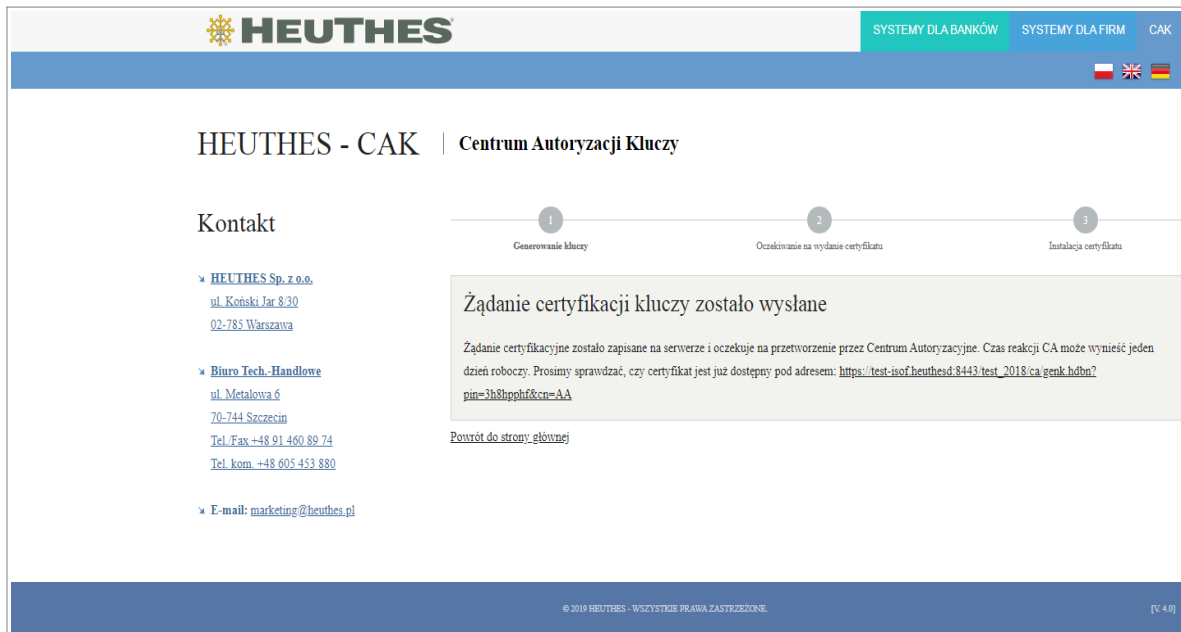 HEUTHES
SYSTEMY DLA BANKÓW
SYSTEMY DLA FIRM
CAK
HEUTHES - CAK
Centrum Autoryzacji Kluczy
Kontakt
HEUTHES Sp. z o.o.
ul. Koński Jar 8/30
02-785 Warszawa
Biuro Tech.-Handlowe
ul. Metalowa 6
70-744 Szczecin
Tel./Fax +48 91 460 89 74
Tel. kom. +48 605 453 880
E-mail: marketing@heuthes.pl
1
Generowanie kluczy
2
Oczekiwanie na wydanie certyfikatu
3
Instalacja certyfikatu
Żądanie certyfikacji kluczy zostało wysłane
Żądanie certyfikacyjne zostało zapisane na serwerze i oczekuje na przetworzenie przez Centrum Autoryzacyjne. Czas reakcji CA może wynieść jeden
dzień roboczy. Prosimy sprawdzać, czy certyfikat jest już dostępny pod adresem: https://test-isof.heuthesd:8443/test_2018/ca/genk.hdbn?
pin=3h8hpphf&cn=AA
Powrót do strony głównej
© 2019 HEUTHES - WSZYSTKIE PRAWA ZASTRZEŻONE.
[V. 4.0]